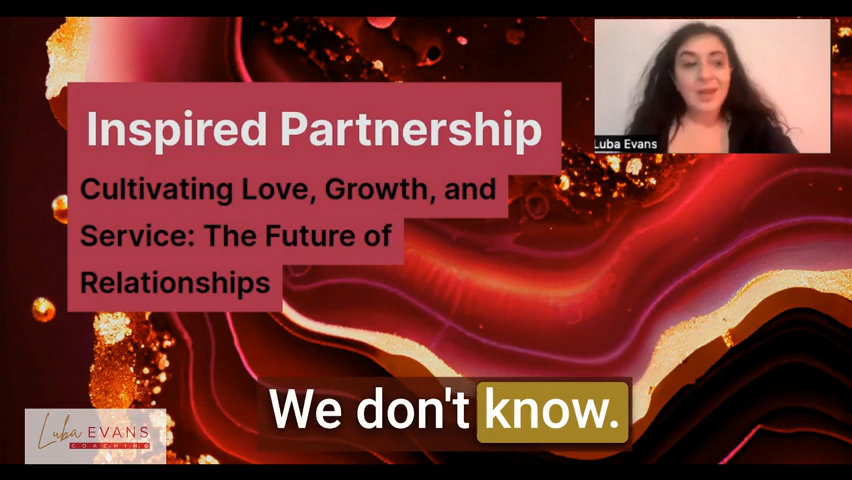 Inspired Partnership
Cultivating Love, Growth, and
Service: The Future of
Relationships
Luba Evans
We don't know.
Luba EVANS
COACHING